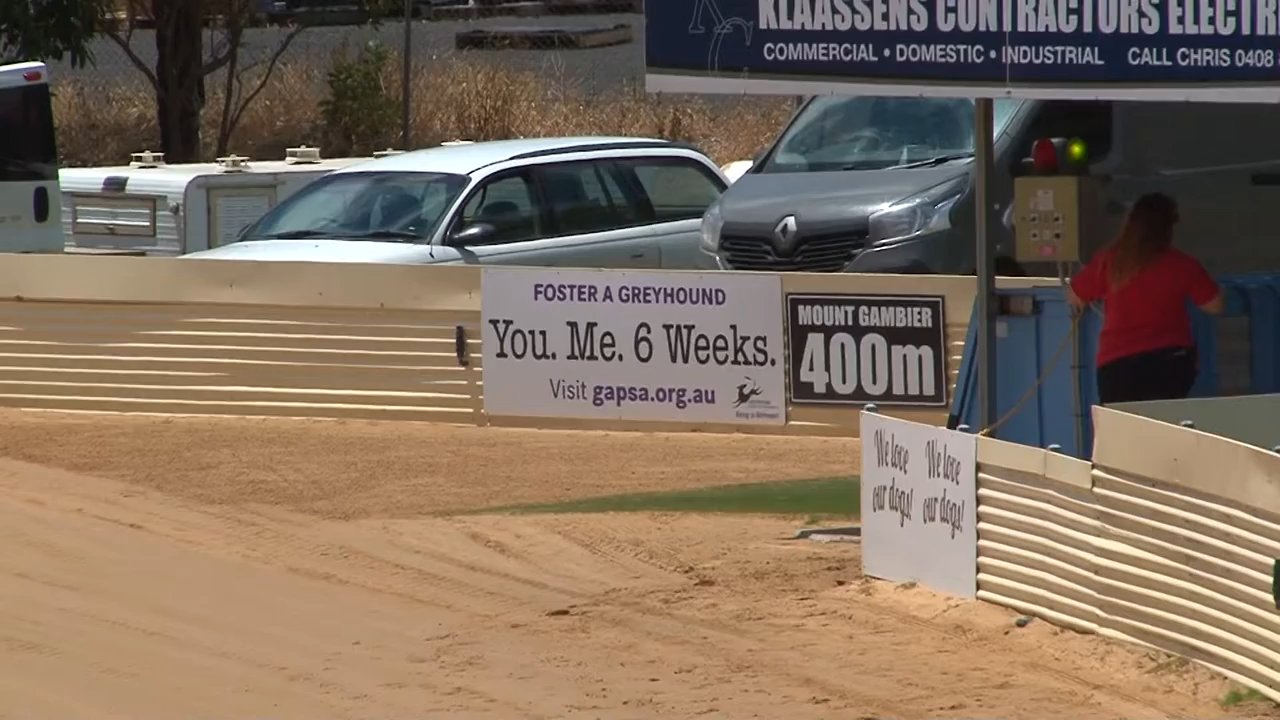 KLAASSENS CONTRACTORS ELECTR
COMMERCIAL • DOMESTIC • INDUSTRIAL CALL CHRIS 0408
FOSTER A GREYHOUND
You. Me. 6 Weeks.
Visit gapsa.org.au
MOUNT GAMBIER
400m
We love
our dogs!
We love
our dogs!